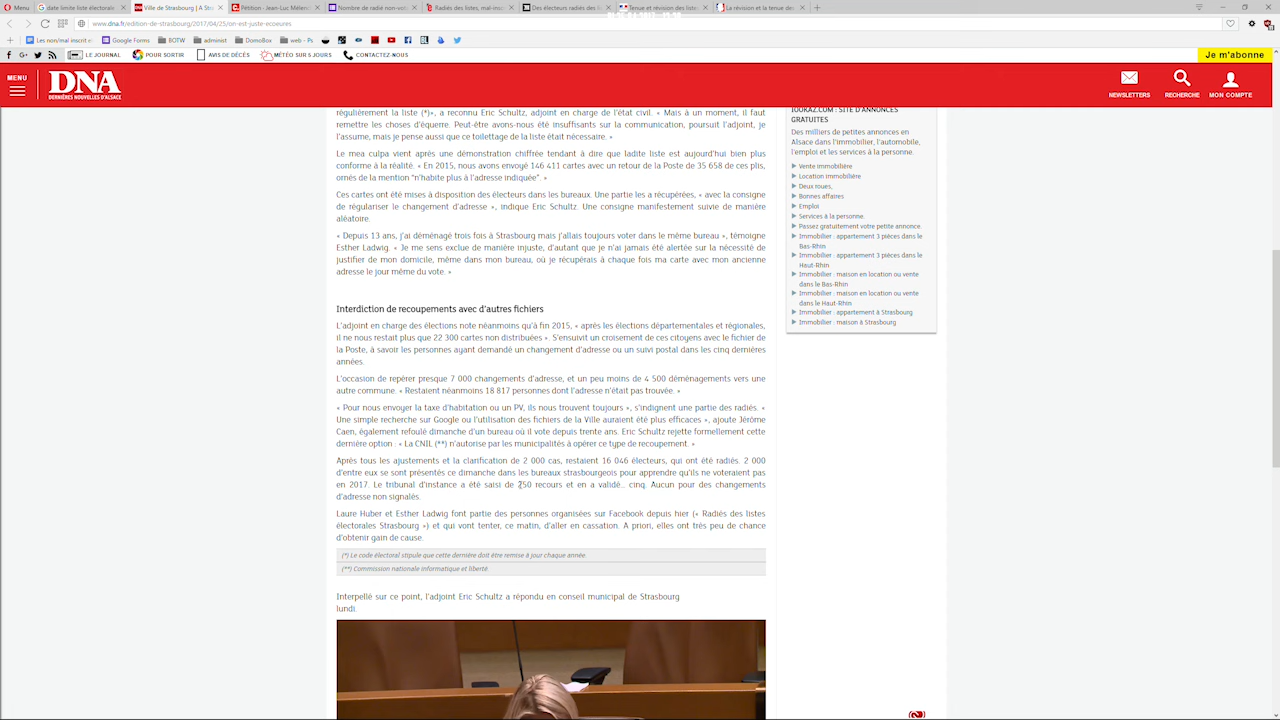 Menu
date limite liste électorale
Ville de Strasbourg | A Str
Pétition - Jean-Luc Mélenc
Nombre de radié non-vot
Radiés des listes, mal-insc
Des électeurs radiés des li
Tenue et révision des liste
La révision et la tenue des
www.dna.fr/edition-de-strasbourg/2017/04/25/on-est-juste-ecoeures
Les non/mal inscrit e
Google Forms
BOTW
administ
DomoBox
web - Ps
LE JOURNAL
POUR SORTIR
AVIS DE DÉCÈS
MÉTÉO SUR 5 JOURS
CONTACTEZ-NOUS
Je m'abonne
MENU
DNA
DERNIÈRES NOUVELLES D'ALSACE
NEWSLETTERS
RECHERCHE
MON COMPTE
régulièrement la liste (*)», a reconnu Eric Schultz, adjoint en charge de l'état civil. « Mais à un moment, il faut
remettre les choses d'équerre. Peut-être avons-nous été insuffisants sur la communication, poursuit l'adjoint, je
l'assume, mais je pense aussi que ce toilettage de la liste était nécessaire. »
Le mea culpa vient après une démonstration chiffrée tendant à dire que ladite liste est aujourd'hui bien plus
conforme à la réalité. « En 2015, nous avons envoyé 146 411 cartes avec un retour de la Poste de 35 658 de ces plis,
ornés de la mention “n'habite plus à l'adresse indiquée”. »
Ces cartes ont été mises à disposition des électeurs dans les bureaux. Une partie les a récupérées, « avec la consigne
de régulariser le changement d'adresse », indique Eric Schultz. Une consigne manifestement suivie de manière
aléatoire.
« Depuis 13 ans, j'ai déménagé trois fois à Strasbourg mais j'allais toujours voter dans le même bureau », témoigne
Esther Ladwig. « Je me sens exclue de manière injuste, d'autant que je n'ai jamais été alertée sur la nécessité de
justifier de mon domicile, même dans mon bureau, où je récupérais à chaque fois ma carte avec mon ancienne
adresse le jour même du vote. »
Interdiction de recoupements avec d'autres fichiers
L'adjoint en charge des élections note néanmoins qu'à fin 2015, « après les élections départementales et régionales,
il ne nous restait plus que 22 300 cartes non distribuées ». S'ensuivit un croisement de ces citoyens avec le fichier de
la Poste, à savoir les personnes ayant demandé un changement d'adresse ou un suivi postal dans les cinq dernières
années.
L'occasion de repérer presque 7 000 changements d'adresse, et un peu moins de 4 500 déménagements vers une
autre commune. « Restaient néanmoins 18 817 personnes dont l'adresse n'était pas trouvée. »
« Pour nous envoyer la taxe d'habitation ou un PV, ils nous trouvent toujours », s'indignent une partie des radiés. «
Une simple recherche sur Google ou l'utilisation des fichiers de la Ville auraient été plus efficaces », ajoute Jérôme
Caen, également refoulé dimanche d'un bureau où il vote depuis trente ans. Eric Schultz rejette formellement cette
dernière option : « La CNIL (**) n'autorise par les municipalités à opérer ce type de recoupement. »
Après tous les ajustements et la clarification de 2 000 cas, restaient 16 046 électeurs, qui ont été radiés. 2 000
d'entre eux se sont présentés ce dimanche dans les bureaux strasbourgeois pour apprendre qu'ils ne voteraient pas
en 2017. Le tribunal d'instance a été saisi de 250 recours et en a validé… cinq. Aucun pour des changements
d'adresse non signalés.
Laure Huber et Esther Ladwig font partie des personnes organisées sur Facebook depuis hier (« Radiés des listes
électorales Strasbourg ») et qui vont tenter, ce matin, d'aller en cassation. A priori, elles ont très peu de chance
d'obtenir gain de cause.
(*) Le code électoral stipule que cette dernière doit être remise à jour chaque année.
(**) Commission nationale informatique et liberté
Interpellé sur ce point, l'adjoint Eric Schultz a répondu en conseil municipal de Strasbourg
lundi.
TOOKAZ.COM : SITE D'ANNONCES
GRATUITES
Des milliers de petites annonces en
Alsace dans l'immobilier, l'automobile,
l'emploi et les services à la personne.
Vente immobilière
Location immobilière
Deux roues,
Bonnes affaires
Emploi
Services à la personne.
Passez gratuitement votre petite annonce.
Immobilier : appartement 3 pièces dans le
Bas-Rhin
Immobilier : appartement 3 pièces dans le
Haut-Rhin
Immobilier : maison en location ou vente
dans le Bas-Rhin
Immobilier : maison en location ou vente
dans le Haut-Rhin
Immobilier : appartement à Strasbourg
Immobilier : maison à Strasbourg